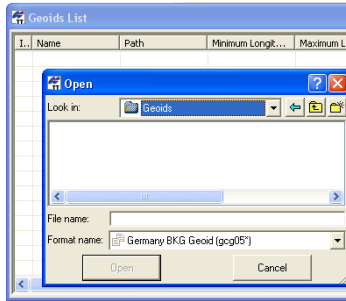 Geoids List
I.. Name Path Minimum Longit... Maximum L
Open
Look in: Geoids
File name:
Format name: Germany BKG Geoid (gcg05*)
Open Cancel